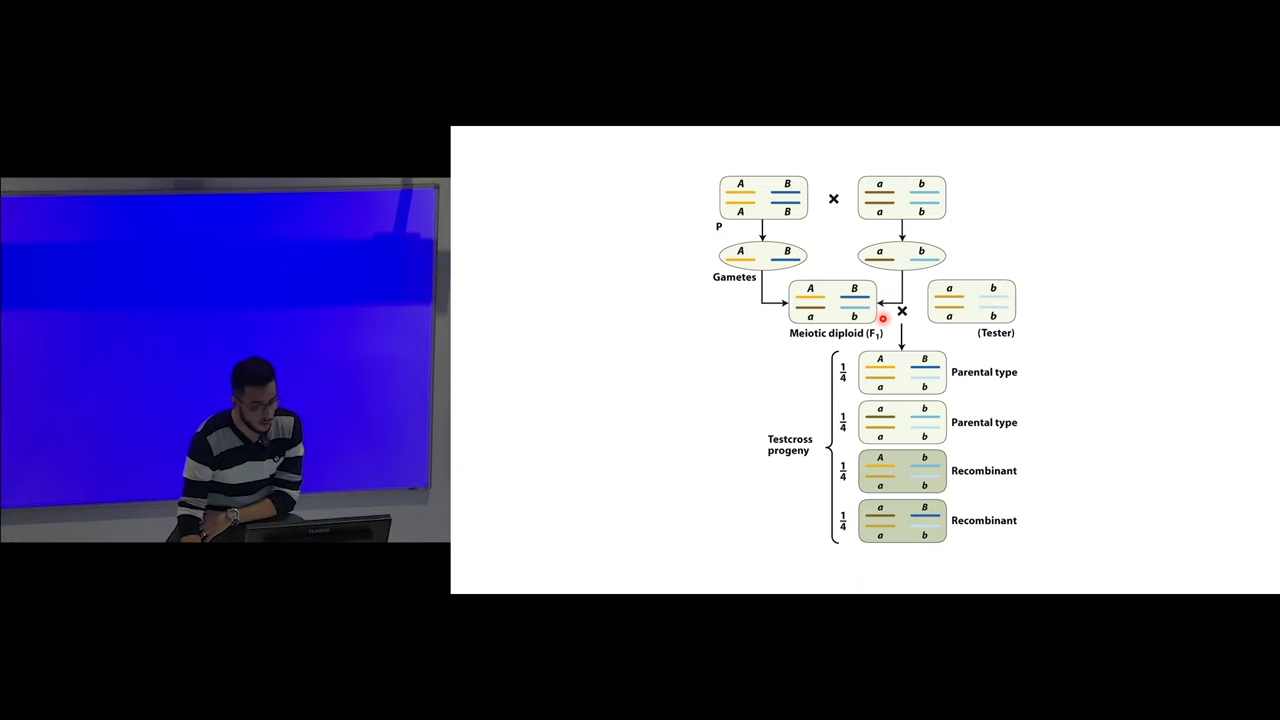 A B
A B
a b
a b
P
A B
a b
Gametes
A B
a b
Meiotic diploid (F1)
a b
a b
(Tester)
Testcross
progeny
1/4
A B
a b
Parental type
1/4
a b
a b
Parental type
1/4
A b
a b
Recombinant
1/4
a B
a b
Recombinant
PLANAR